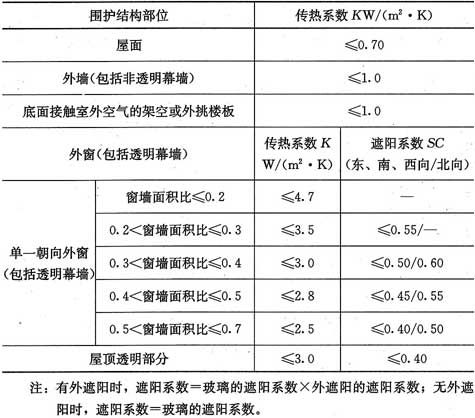 围护结构部位 传热系数 KW/(m²·K)
屋面 ≤0.70
外墙(包括非透明幕墙) ≤1.0
底面接触室外空气的架空或外挑楼板 ≤1.0
外窗(包括透明幕墙) 传热系数 K W/(m²·K) 遮阳系数 SC (东、南、西向/北向)
单一朝向外窗(包括透明幕墙)
窗墙面积比≤0.2 ≤4.7 —
0.2<窗墙面积比≤0.3 ≤3.5 ≤0.55/—
0.3<窗墙面积比≤0.4 ≤3.0 ≤0.50/0.60
0.4<窗墙面积比≤0.5 ≤2.8 ≤0.45/0.55
0.5<窗墙面积比≤0.7 ≤2.5 ≤0.40/0.50
屋顶透明部分 ≤3.0 ≤0.40
注：有外遮阳时，遮阳系数＝玻璃的遮阳系数×外遮阳的遮阳系数；无外遮
阳时，遮阳系数＝玻璃的遮阳系数。